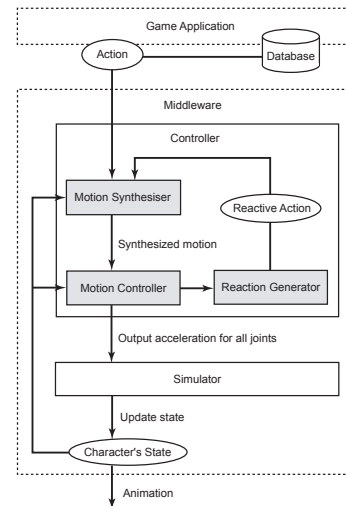 Game Application
Action
Database
Middleware
Controller
Motion Synthesiser
Reactive Action
Synthesized motion
Motion Controller
Reaction Generator
Output acceleration for all joints
Simulator
Update state
Character's State
Animation